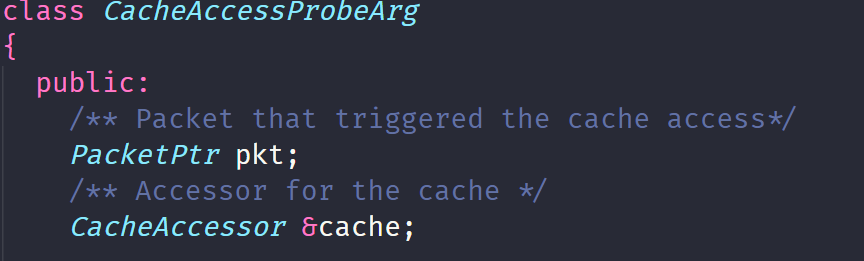 class CacheAccessProbeArg
{
public:
/** Packet that triggered the cache access*/
PacketPtr pkt;
/** Accessor for the cache */
CacheAccessor &cache;